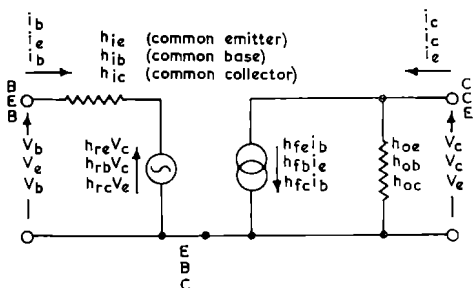 i_b
i_e
i_b
h_ie (common emitter)
h_ib (common base)
h_ic (common collector)
i_c
i_c
i_e
B
E
B
C
C
E
V_b
V_e
V_b
h_re V_c
h_rb V_c
h_rc V_e
h_fe i_b
h_fb i_e
h_fc i_b
h_oe
h_ob
h_oc
V_c
V_c
V_e
E
B
C